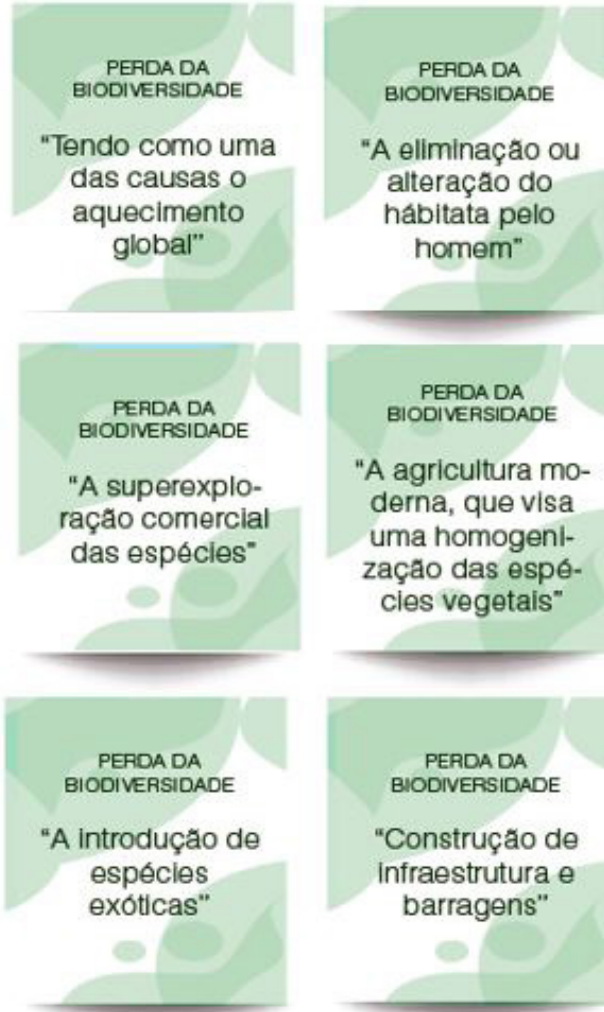 PERDA DA
BIODIVERSIDADE
“Tendo como uma
das causas o
aquecimento
global”
PERDA DA
BIODIVERSIDADE
“A eliminação ou
alteração do
hábitata pelo
homem”
PERDA DA
BIODIVERSIDADE
“A superexplo-
ração comercial
das espécies”
PERDA DA
BIODIVERSIDADE
“A agricultura mo-
derna, que visa
uma homogeni-
zação das espé-
cies vegetais”
PERDA DA
BIODIVERSIDADE
“A introdução de
espécies
exóticas”
PERDA DA
BIODIVERSIDADE
“Construção de
infraestrutura e
barragens”